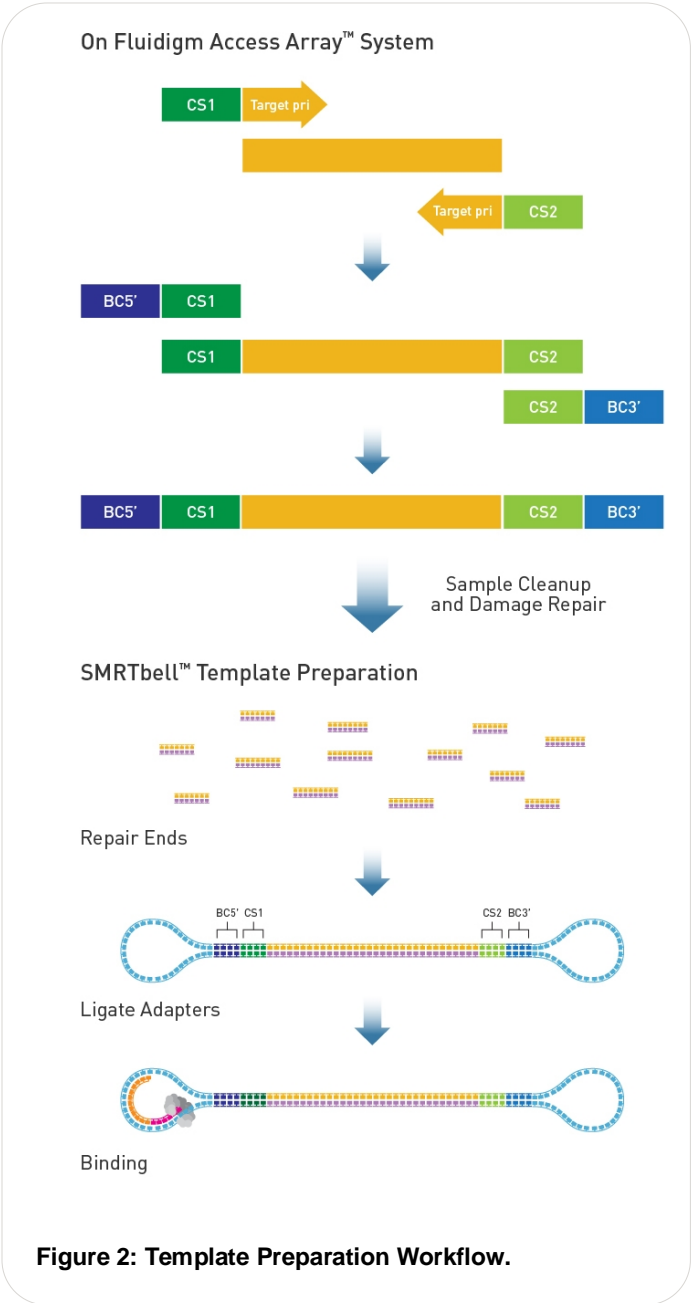 On Fluidigm Access Array™ System
CS1 Target pri
Target pri CS2
BC5' CS1
CS1 CS2
CS2 BC3'
BC5' CS1 CS2 BC3'
Sample Cleanup
and Damage Repair
SMRTbell™ Template Preparation
Repair Ends
BC5' CS1 CS2 BC3'
Ligate Adapters
Binding
Figure 2: Template Preparation Workflow.